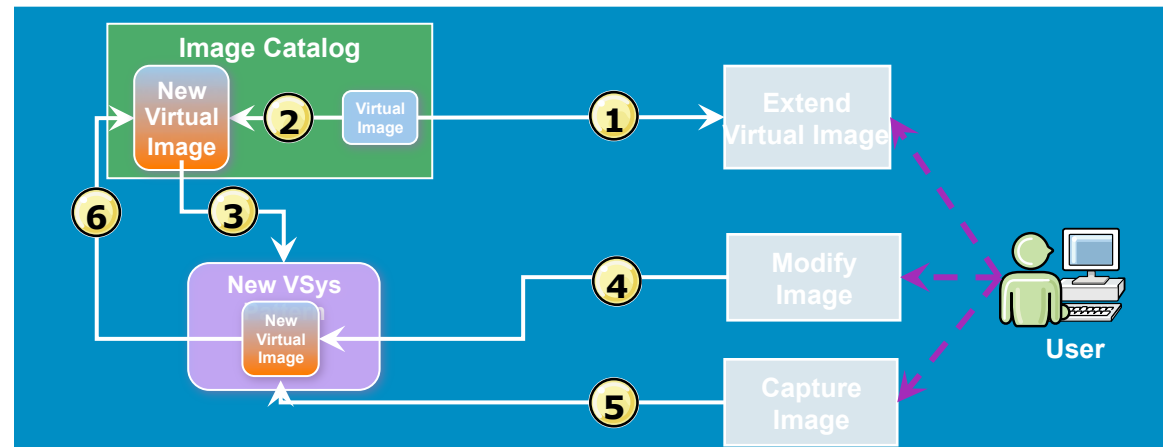 Image Catalog
New
Virtual
Image
2
Virtual
Image
1
Extend
Virtual Image
6
3
New VSys
New
Virtual
Image
4
Modify
Image
User
5
Capture
Image